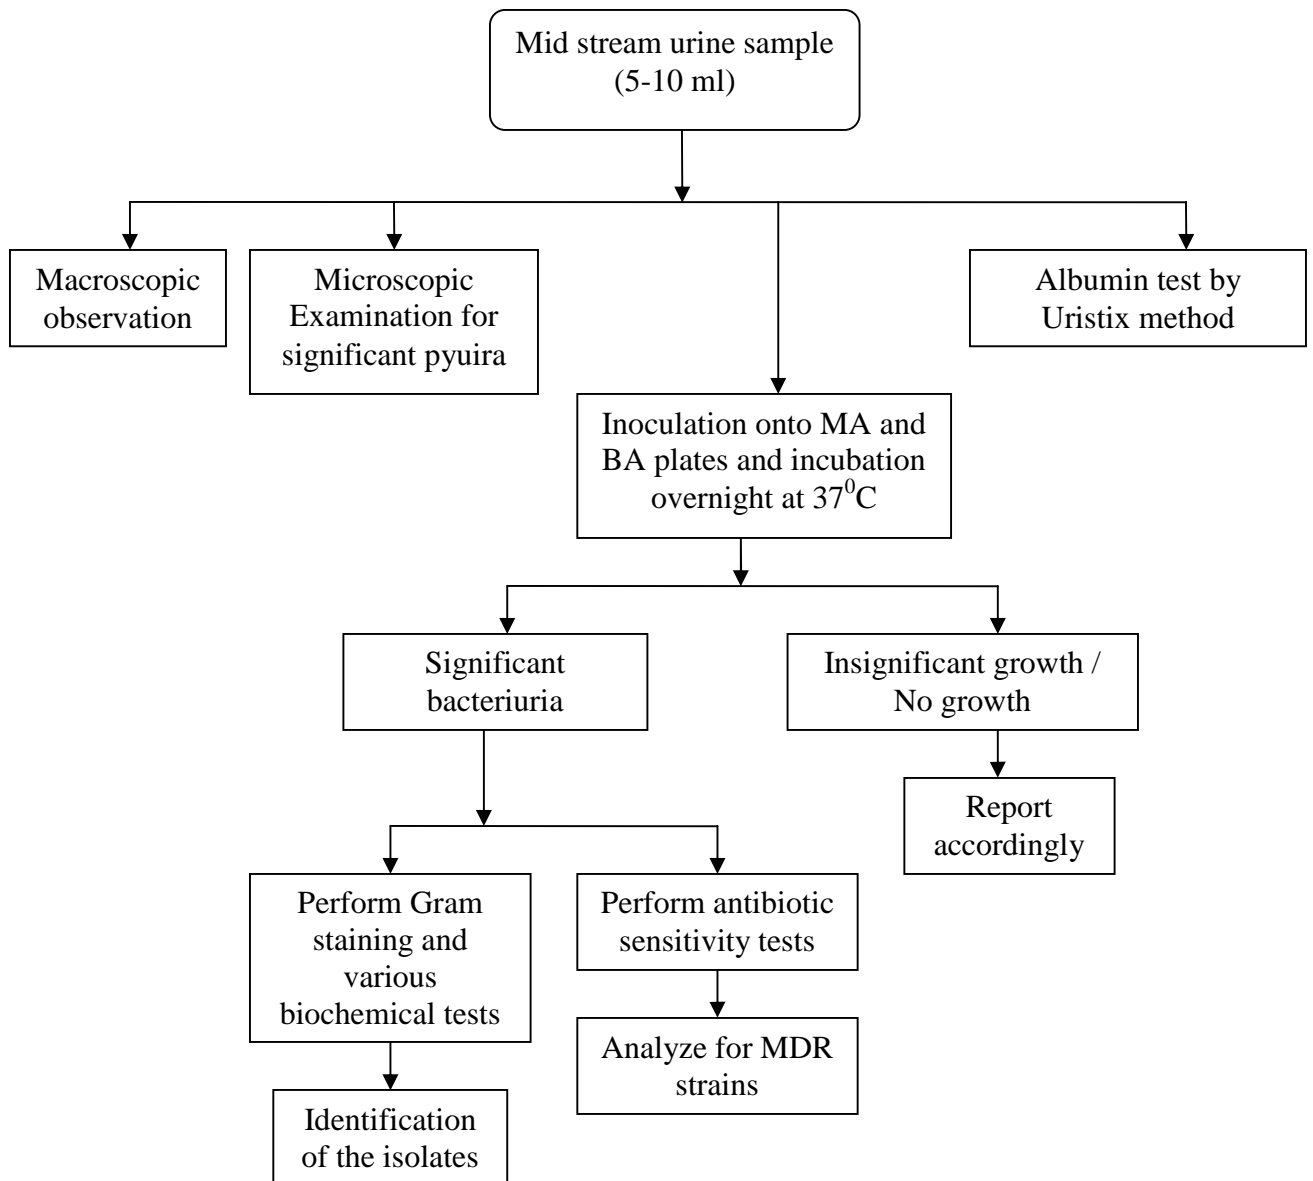 Mid stream urine sample
(5-10 ml)
Macroscopic
observation
Microscopic
Examination for
significant pyuira
Albumin test by
Uristix method
Inoculation onto MA and
BA plates and incubation
overnight at 37⁰C
Significant
bacteriuria
Insignificant growth /
No growth
Report
accordingly
Perform Gram
staining and
various
biochemical tests
Perform antibiotic
sensitivity tests
Analyze for MDR
strains
Identification
of the isolates